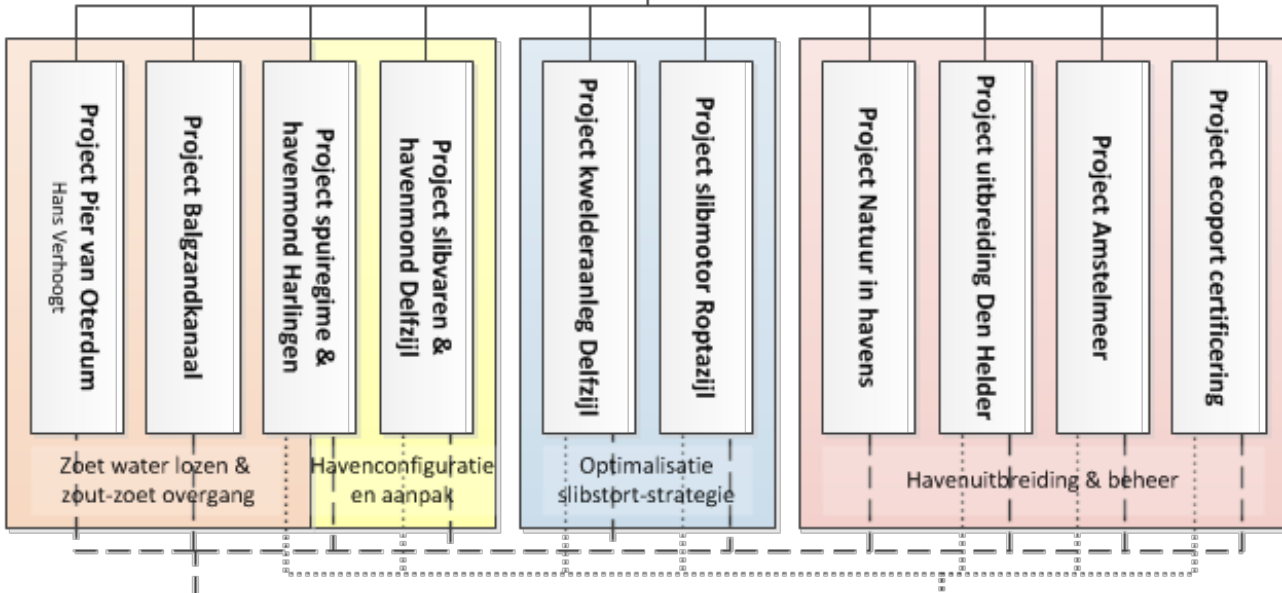 Project Pier van Oterdum
Hans Verhoogt
Project Balgzandkanaal
Project spuiregime &
havenmond Harlingen
Project slibvaren &
havenmond Delfzijl
Project kwelderaanleg Delfzijl
Project slibmotor Roptazijl
Project Natuur in havens
Project uitbreiding Den Helder
Project Amstelmeer
Project ecoport certificering
Zoet water lozen &
zout-zoet overgang
Havenconfiguratie
en aanpak
Optimalisatie
slibstort-strategie
Havenuitbreiding & beheer